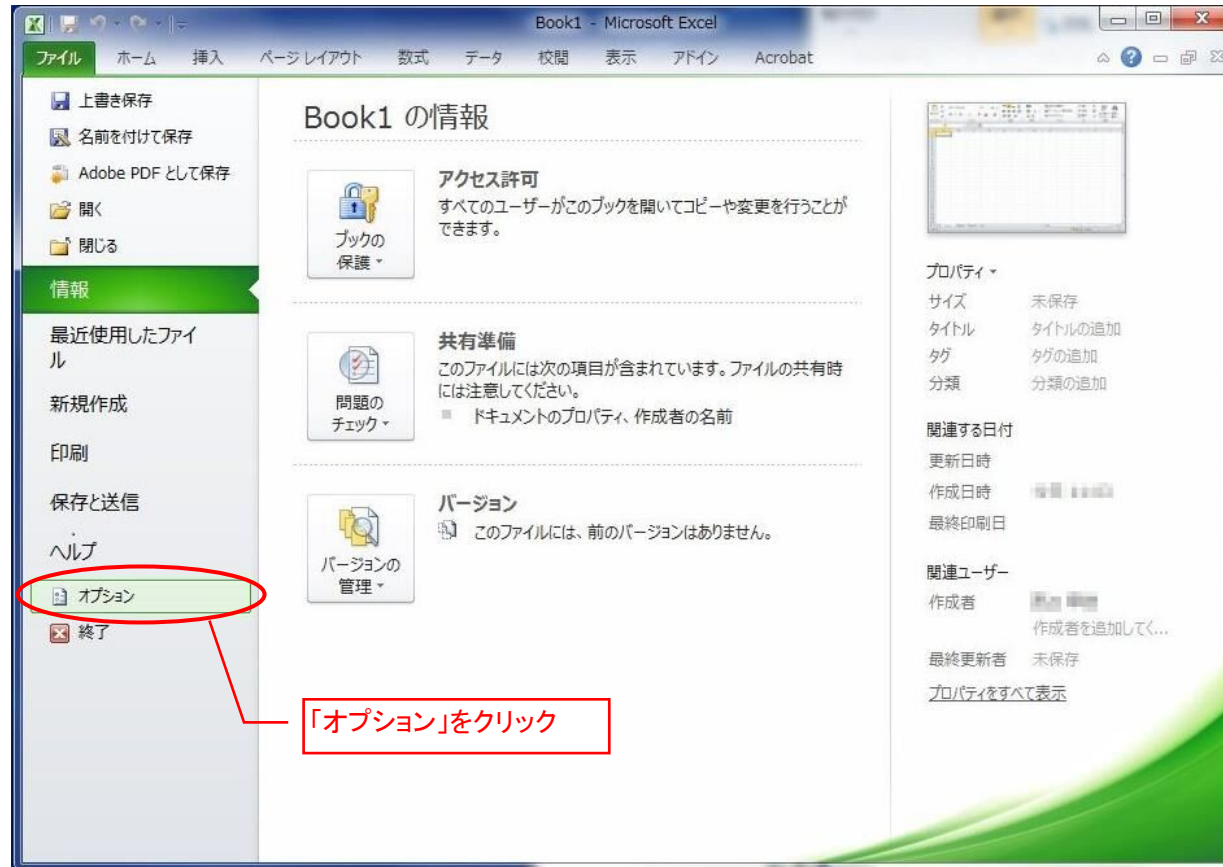 Book1 - Microsoft Excel
ファイル ホーム 挿入 ページ レイアウト 数式 データ 校閲 表示 アドイン Acrobat
上書き保存
名前を付けて保存
Adobe PDF として保存
開く
閉じる
情報
最近使用したファイ
ル
新規作成
印刷
保存と送信
ヘルプ
オプション
終了
Book1 の情報
ブックの
保護
アクセス許可
すべてのユーザーがこのブックを開いてコピーや変更を行うことが
できます。
問題の
チェック
共有準備
このファイルには次の項目が含まれています。ファイルの共有時
には注意してください。
ドキュメントのプロパティ、作成者の名前
バージョンの
管理
バージョン
このファイルには、前のバージョンはありません。
「オプション」をクリック
プロパティ
サイズ 未保存
タイトル タイトルの追加
タグ タグの追加
分類 分類の追加
関連する日付
更新日時
作成日時
最終印刷日
関連ユーザー
作成者
作成者を追加してく...
最終更新者 未保存
プロパティをすべて表示